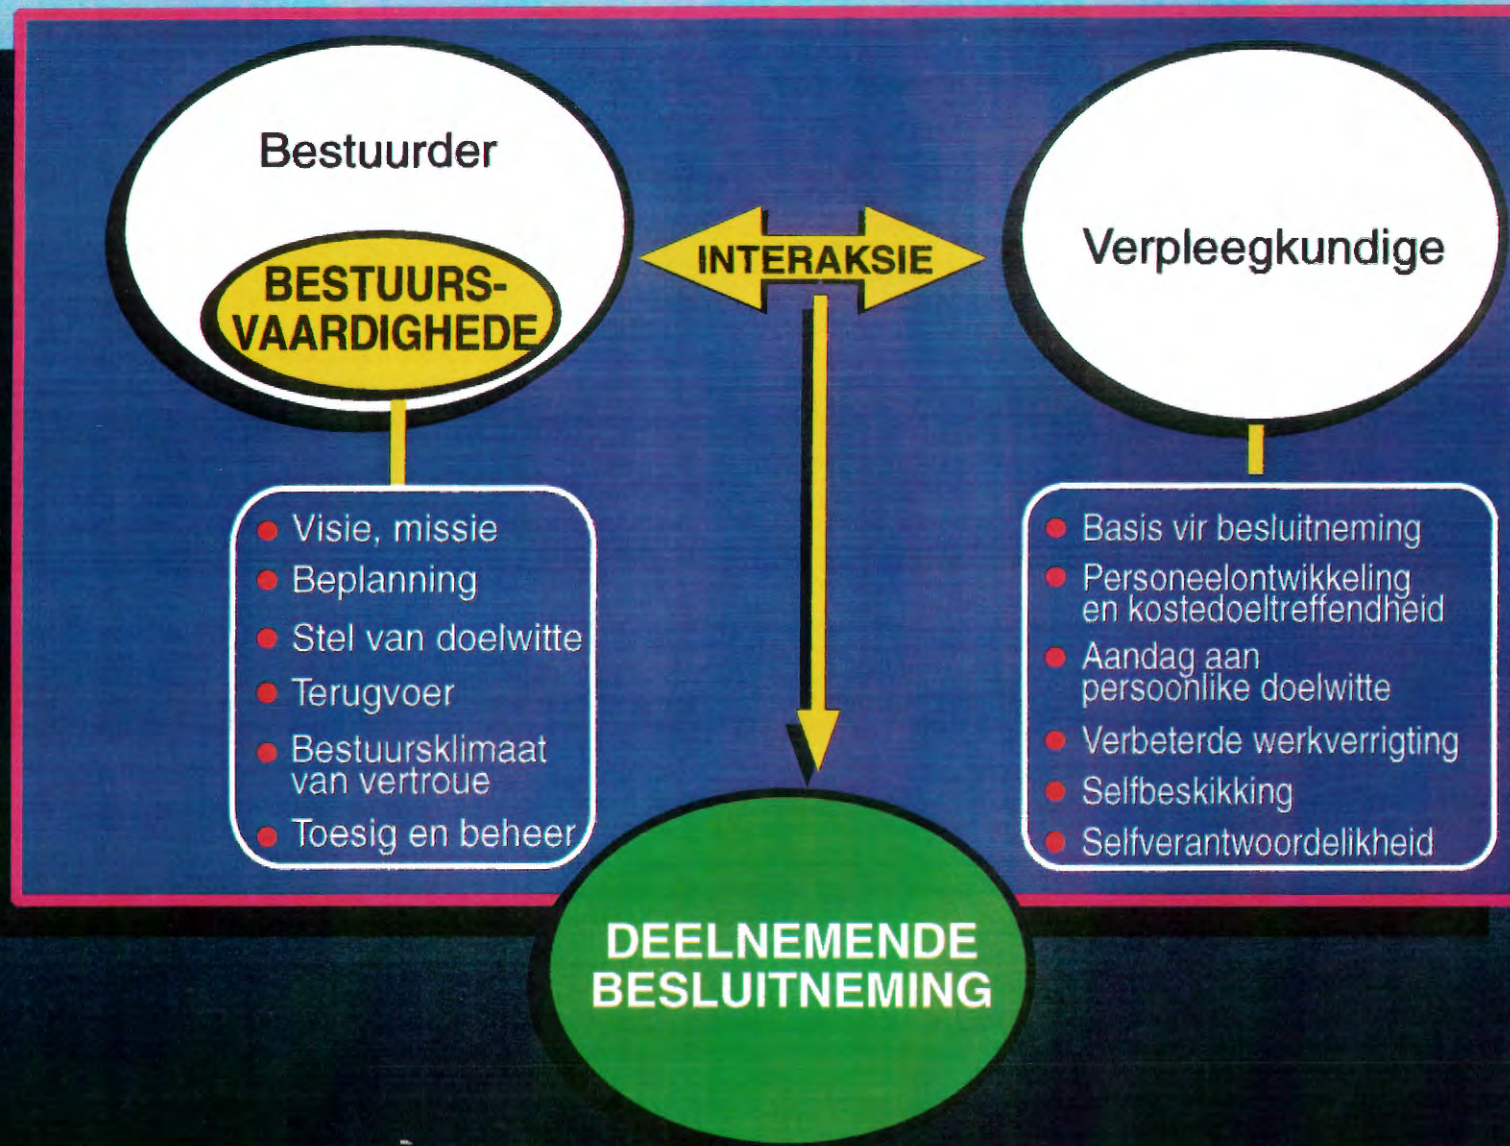 Bestuurder
BESTUURS-
VAARDIGHEDE
INTERAKSIE
Verpleegkundige
Visie, missie
Beplanning
Stel van doelwitte
Terugvoer
Bestuursklimaat
van vertroue
Toesig en beheer
Basis vir besluitneming
Personeelontwikkeling
en kostedoeltreffendheid
Aandag aan
persoonlike doelwitte
Verbeterde werkverrigting
Selfbeskikking
Selfverantwoordelikheid
DEELNEMENDE
BESLUITNEMING